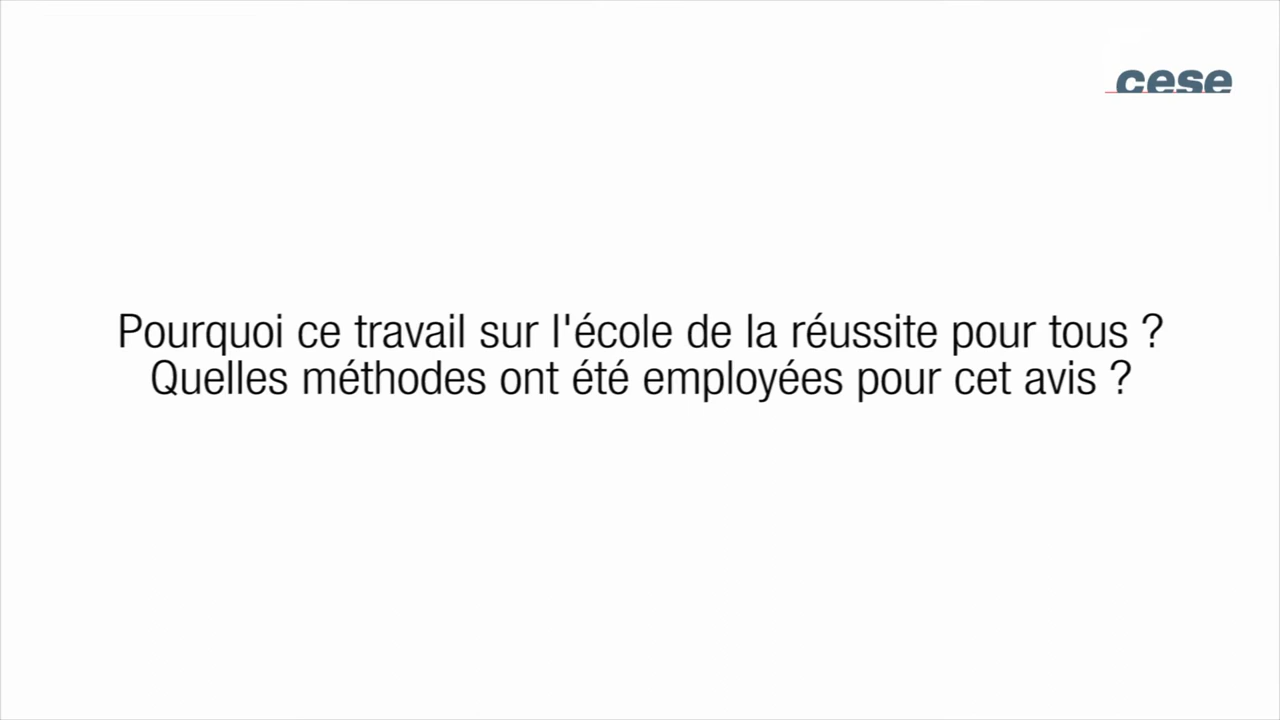 cese
Pourquoi ce travail sur l'école de la réussite pour tous ?
Quelles méthodes ont été employées pour cet avis ?